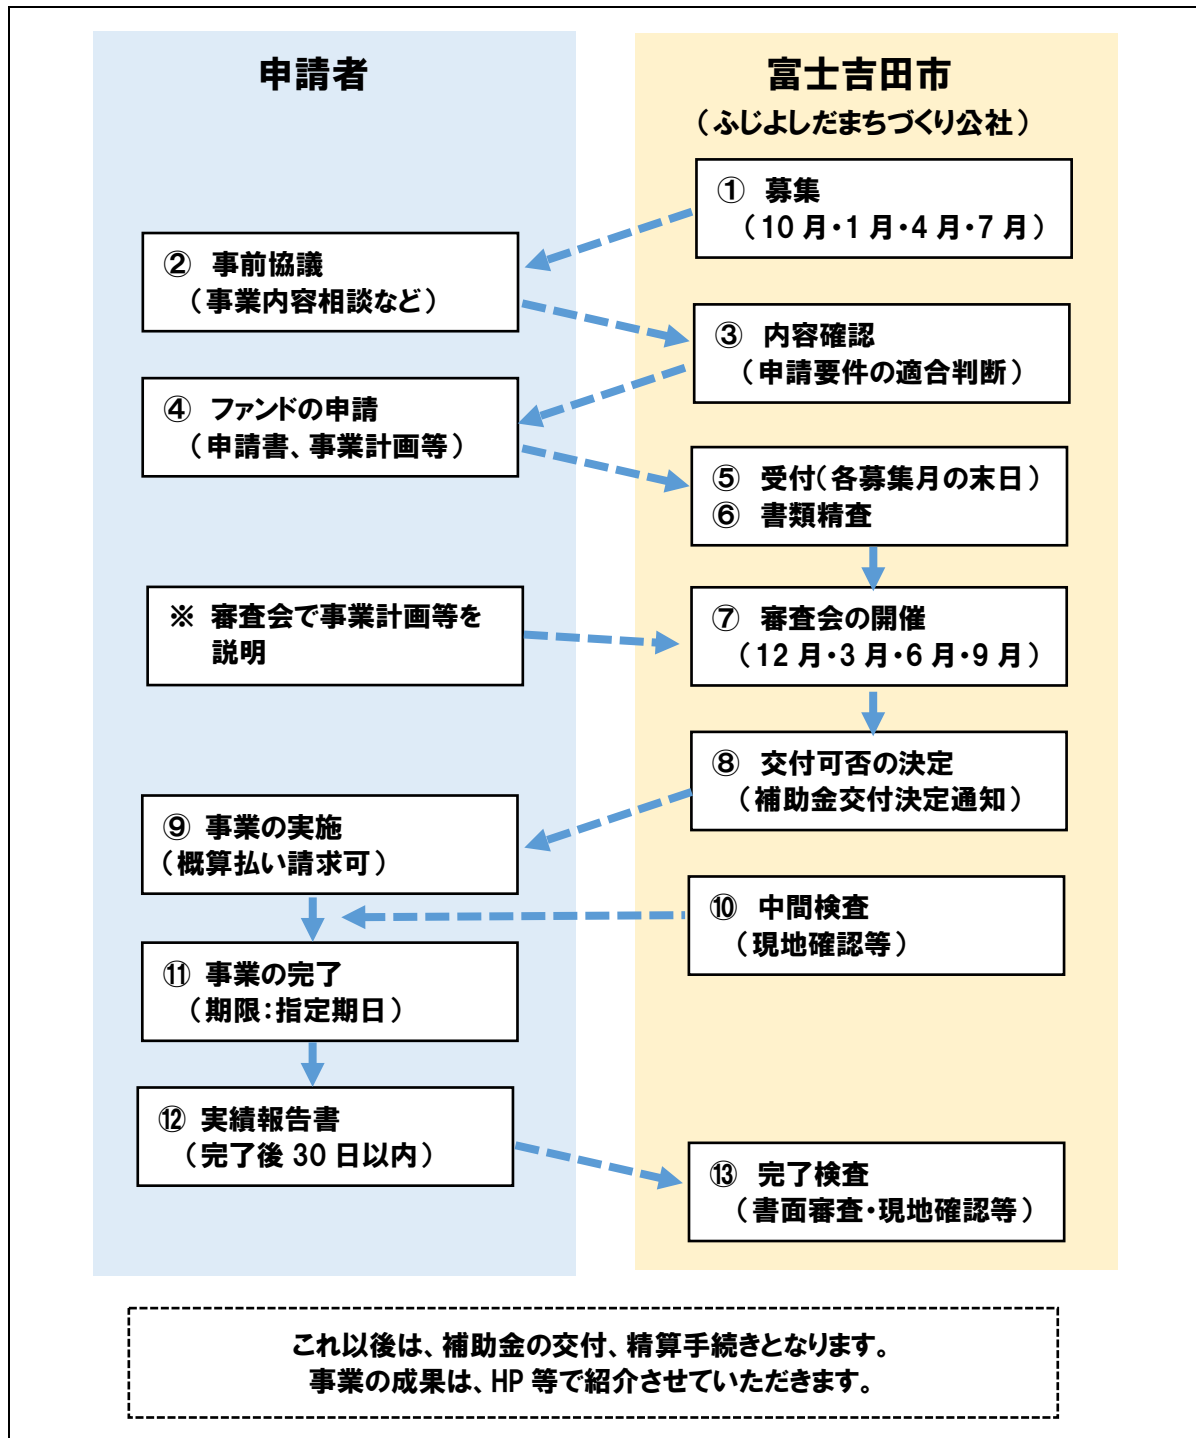 申請者
富士吉田市
（ふじよしだまちづくり公社）
① 募集
（10月・1月・4月・7月）
② 事前協議
（事業内容相談など）
③ 内容確認
（申請要件の適合判断）
④ ファンドの申請
（申請書、事業計画等）
⑤ 受付（各募集月の末日）
⑥ 書類精査
※ 審査会で事業計画等を
説明
⑦ 審査会の開催
（12月・3月・6月・9月）
⑧ 交付可否の決定
（補助金交付決定通知）
⑨ 事業の実施
（概算払い請求可）
⑩ 中間検査
（現地確認等）
⑪ 事業の完了
（期限：指定期日）
⑫ 実績報告書
（完了後 30 日以内）
⑬ 完了検査
（書面審査・現地確認等）
これ以後は、補助金の交付、精算手続きとなります。
事業の成果は、HP 等で紹介させていただきます。